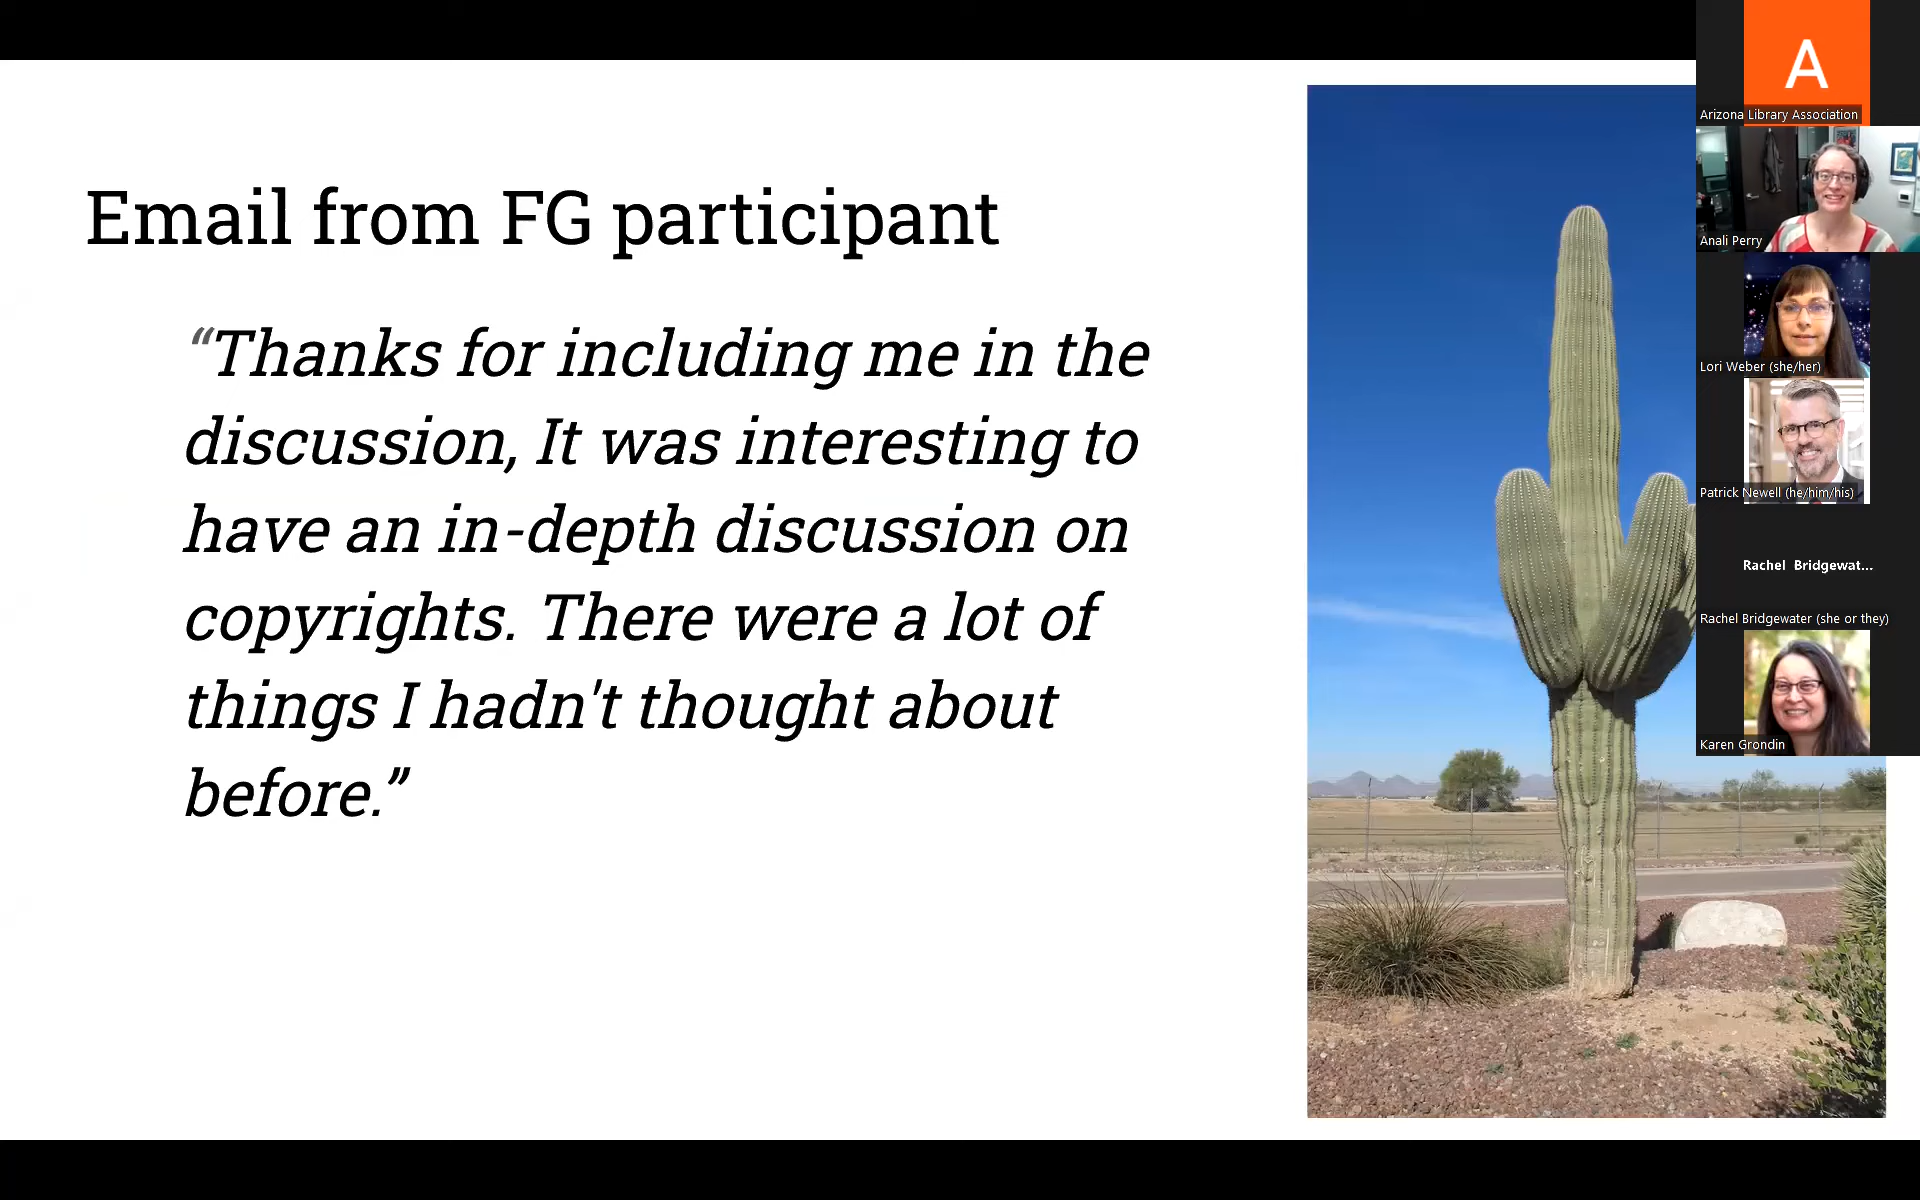 Email from FG participant
“Thanks for including me in the
discussion, It was interesting to
have an in-depth discussion on
copyrights. There were a lot of
things I hadn't thought about
before.”
A
Arizona Library Association
Anali Perry
Lori Weber (she/her)
Patrick Newell (he/him/his)
Rachel Bridgewat...
Rachel Bridgewater (she or they)
Karen Grondin